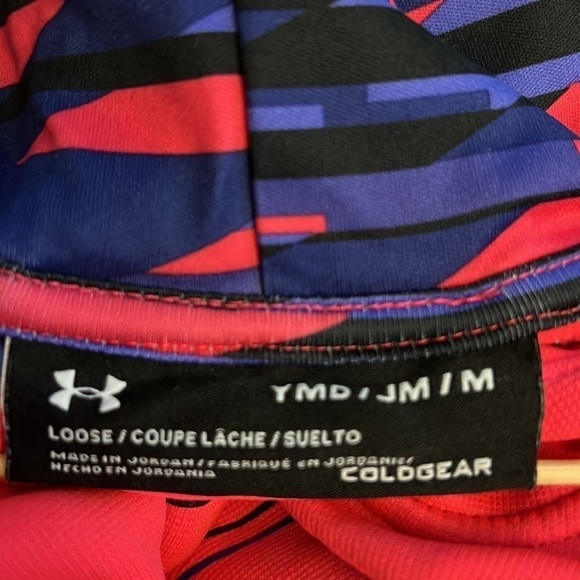 YMD / JM / M
LOOSE / COUPE LÂCHE / SUELTO
MADE IN JORDAN / FABRIQUÉ EN JORDANIE/
HECHO EN JORDANIA
COLDGEAR